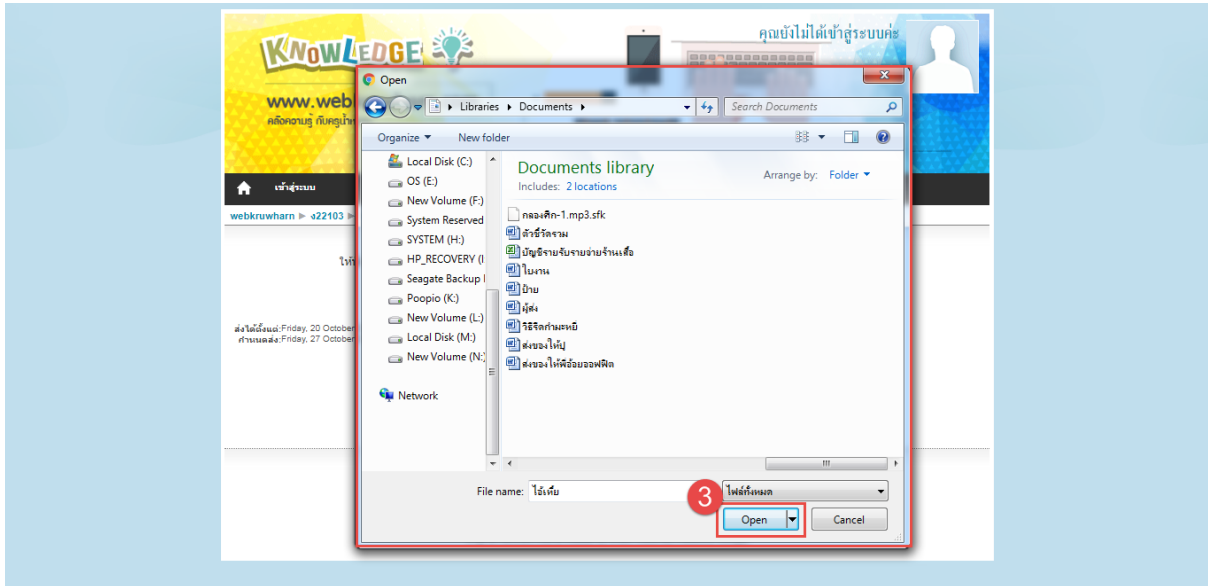 คุณยังไม่ได้เข้าสู่ระบบค่ะ
KNOWLEDGE
www.web
Open
Libraries Documents
Search Documents
Organize New folder
เข้าสู่ระบบ
webkruwharn ง22103
Local Disk (C:)
OS (E:)
New Volume (F:)
System Reserved
SYSTEM (H:)
HP_RECOVERY (I
Seagate Backup
Poopio (K:)
New Volume (L:)
Local Disk (M:)
New Volume (N:)
Network
Documents library
Includes: 2 locations
Arrange by: Folder
กลองศึก-1.mp3.sfk
ตัวชี้วัดรวม
บัญชีรายรับรายจ่ายร้านเสื้อ
ใบงาน
ป้าย
ผู้ส่ง
วิธีรีดกำมะหยี่
ส่งของให้ปุ
ส่งของให้พี่อ้อยออฟฟิต
ส่งได้ตั้งแต่:Friday, 20 October
กำหนดส่ง:Friday, 27 October
File name: ไอ้เหี่ย
ไฟล์ทั้งหมด
3
Open Cancel